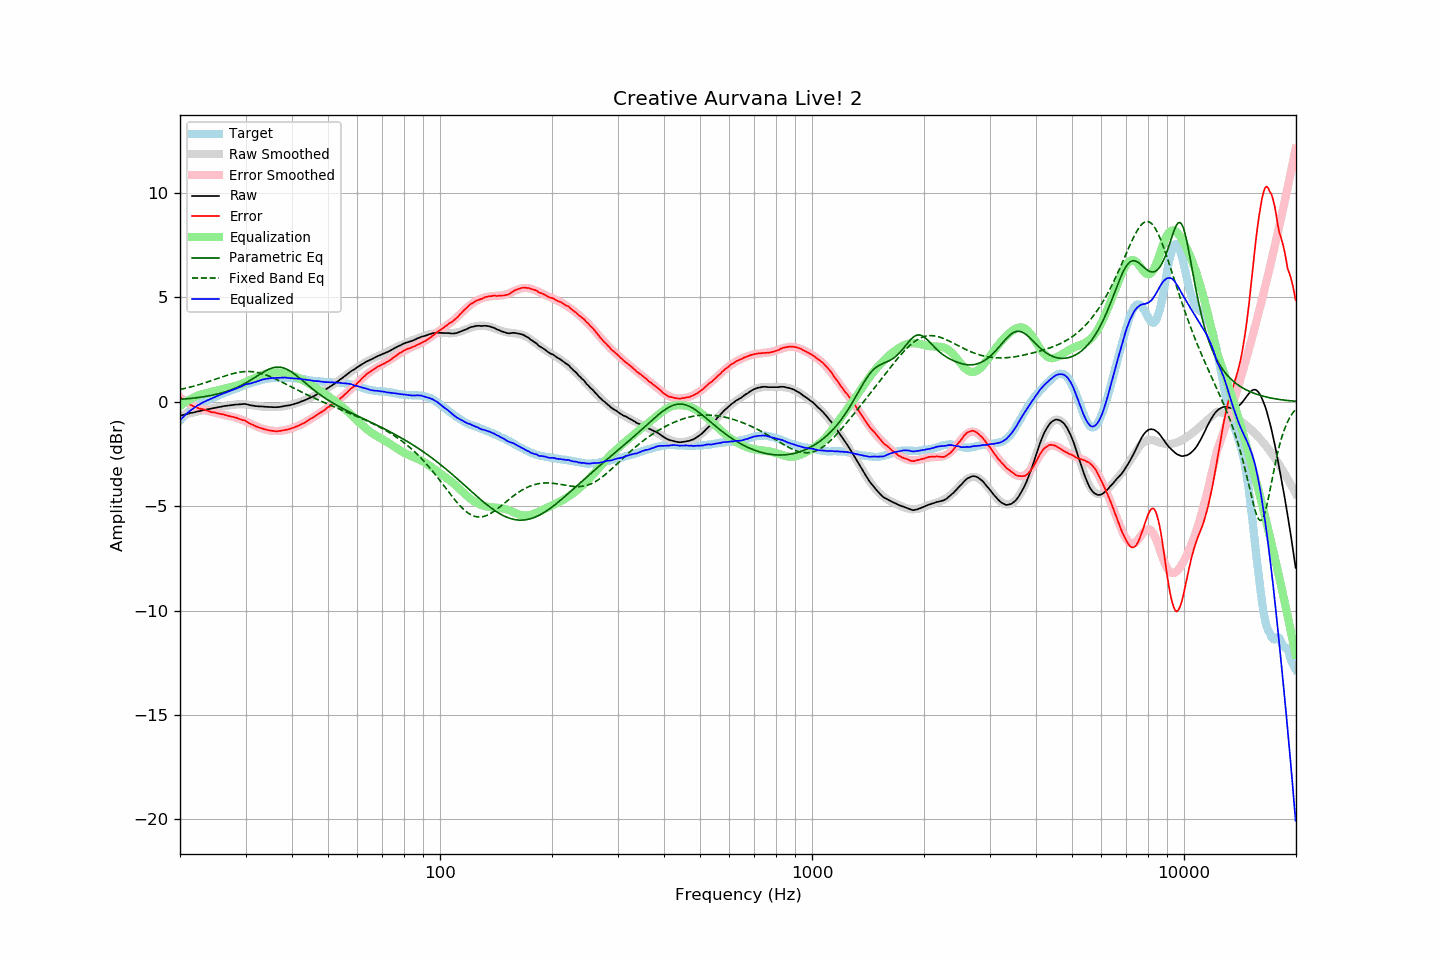 Creative Aurvana Live! 2
Target
Raw Smoothed
Error Smoothed
Raw
Error
Equalization
Parametric Eq
Fixed Band Eq
Equalized
10
5
0
−5
−10
−15
−20
Amplitude (dBr)
100
1000
10000
Frequency (Hz)